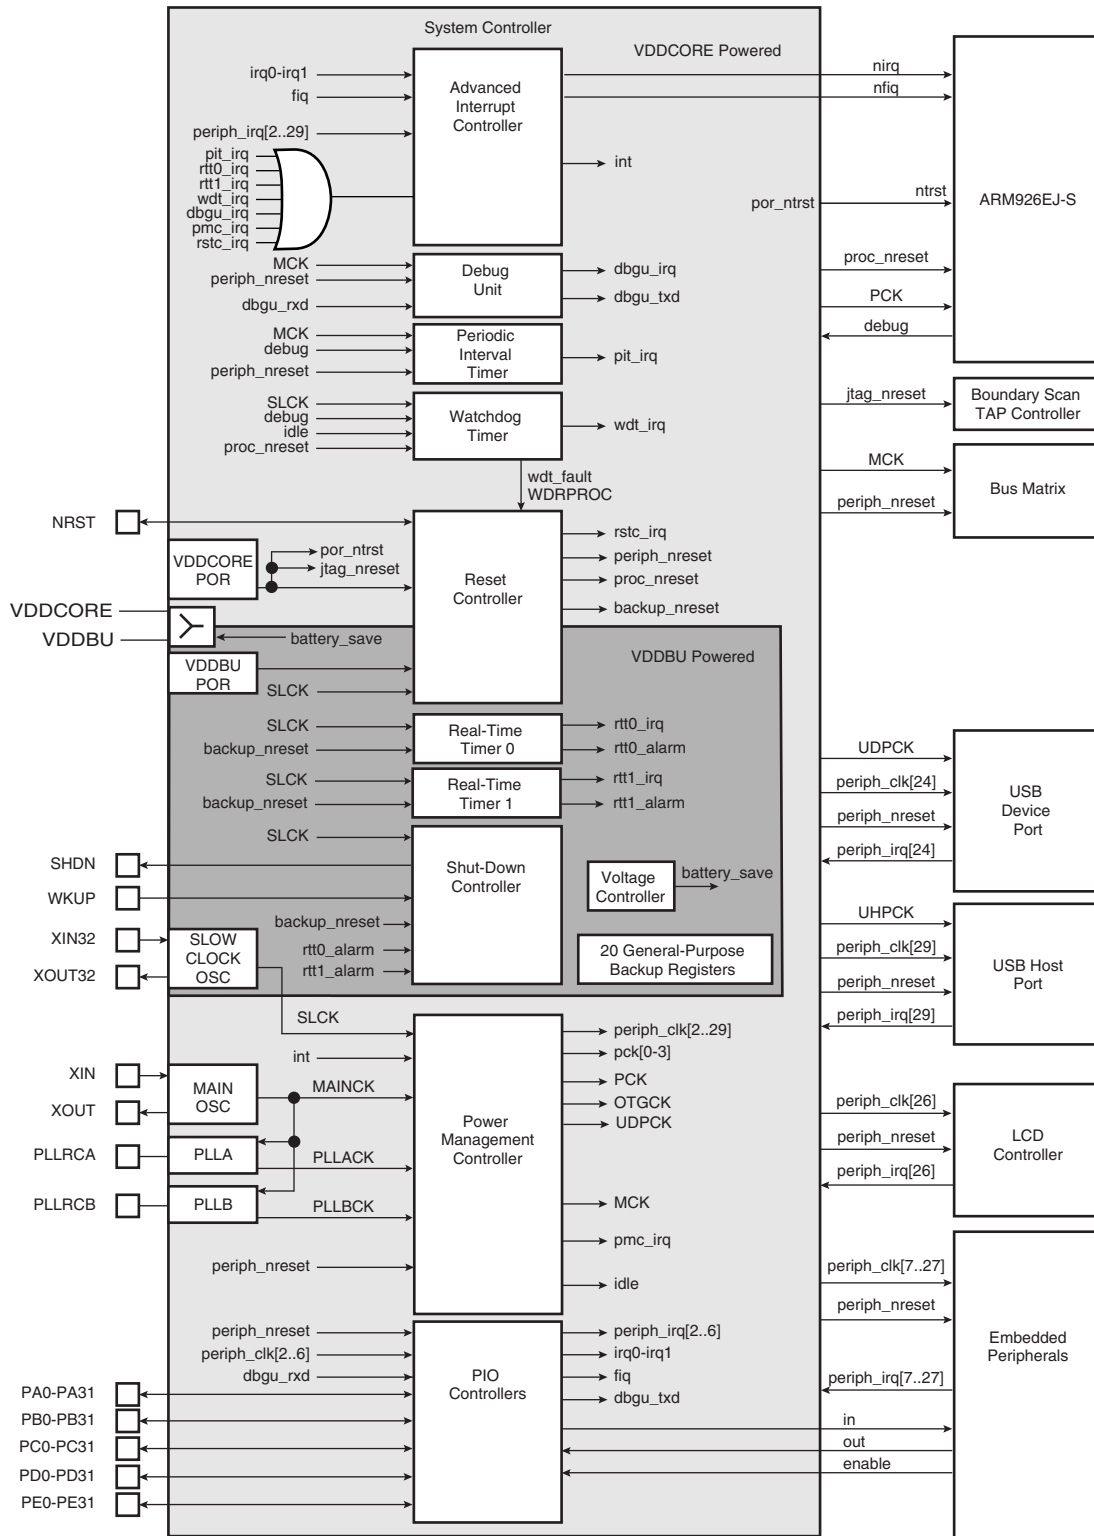 System Controller
VDDCORE Powered
irq0-irq1
fiq
periph_irq[2..29]
pit_irq
rtt0_irq
rtt1_irq
wdt_irq
dbgu_irq
pmc_irq
rstc_irq
Advanced
Interrupt
Controller
int
nirq
nfiq
por_ntrst
ntrst
ARM926EJ-S
proc_nreset
PCK
debug
MCK
periph_nreset
dbgu_rxd
Debug
Unit
dbgu_irq
dbgu_txd
MCK
debug
periph_nreset
Periodic
Interval
Timer
pit_irq
SLCK
debug
idle
proc_nreset
Watchdog
Timer
wdt_irq
jtag_nreset
Boundary Scan
TAP Controller
MCK
periph_nreset
Bus Matrix
wdt_fault
WDRPROC
NRST
VDDCORE
POR
por_ntrst
jtag_nreset
Reset
Controller
rstc_irq
periph_nreset
proc_nreset
backup_nreset
VDDCORE
VDDBU
battery_save
VDDBU Powered
VDDBU
POR
SLCK
SLCK
backup_nreset
Real-Time
Timer 0
rtt0_irq
rtt0_alarm
SLCK
backup_nreset
Real-Time
Timer 1
rtt1_irq
rtt1_alarm
SLCK
SHDN
WKUP
backup_nreset
rtt0_alarm
rtt1_alarm
Shut-Down
Controller
Voltage
Controller
battery_save
20 General-Purpose
Backup Registers
UDPCK
periph_clk[24]
periph_nreset
periph_irq[24]
USB
Device
Port
UHPCK
periph_clk[29]
periph_nreset
periph_irq[29]
USB Host
Port
XIN32
XOUT32
SLOW
CLOCK
OSC
SLCK
int
XIN
XOUT
MAIN
OSC
MAINCK
PLLRCA
PLLA
PLLACK
PLLRCB
PLLB
PLLBCK
periph_nreset
Power
Management
Controller
periph_clk[2..29]
pck[0-3]
PCK
OTGCK
UDPCK
MCK
pmc_irq
idle
periph_clk[26]
periph_nreset
periph_irq[26]
LCD
Controller
periph_clk[7..27]
periph_nreset
periph_irq[7..27]
in
out
enable
Embedded
Peripherals
periph_nreset
periph_clk[2..6]
dbgu_rxd
PA0-PA31
PB0-PB31
PC0-PC31
PD0-PD31
PE0-PE31
PIO
Controllers
periph_irq[2..6]
irq0-irq1
fiq
dbgu_txd